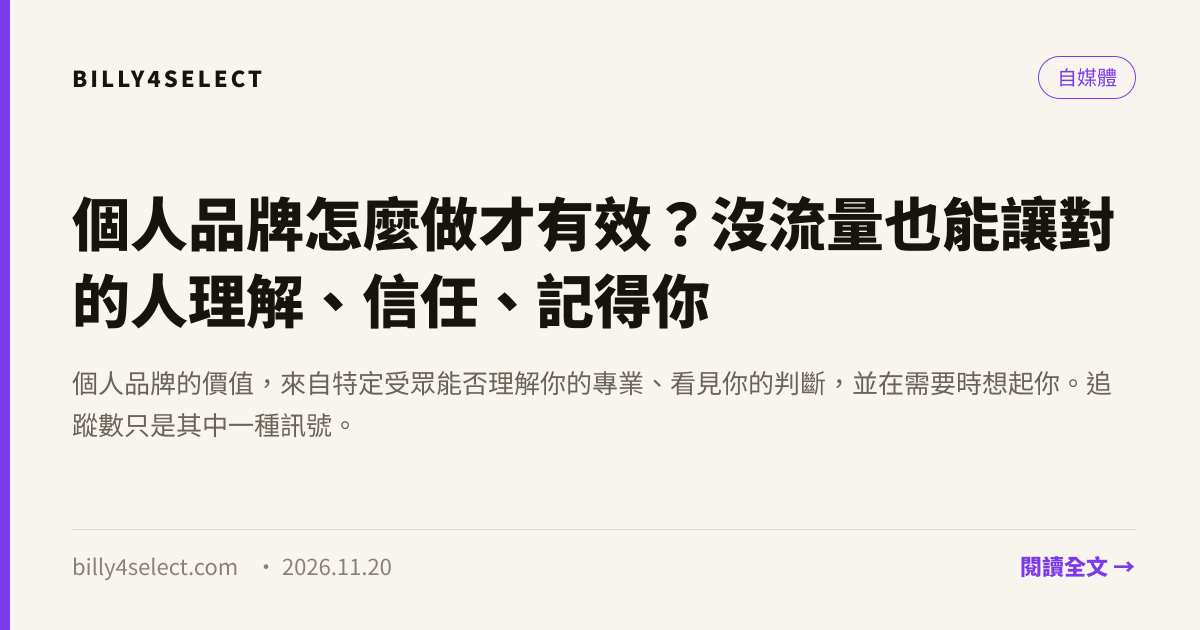 BILLY4SELECT
自媒體
個人品牌怎麼做才有效？沒流量也能讓對
的人理解、信任、記得你
個人品牌的價值，來自特定受眾能否理解你的專業、看見你的判斷，並在需要時想起你。追
蹤數只是其中一種訊號。
billy4select.com ・ 2026.11.20
閱讀全文 →